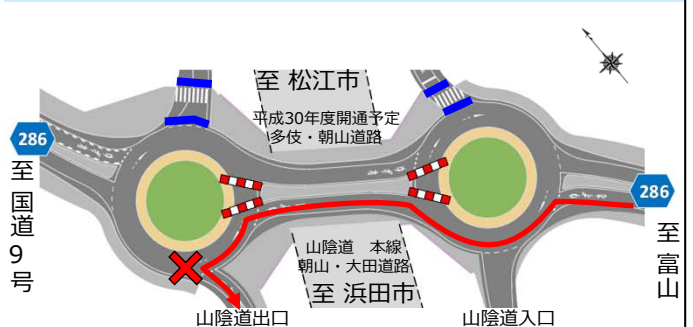 至 松江市
平成30年度開通予定
多伎・朝山道路
286
至国道9号
286
至富山
山陰道 本線
朝山・大田道路
至 浜田市
山陰道出口
山陰道入口